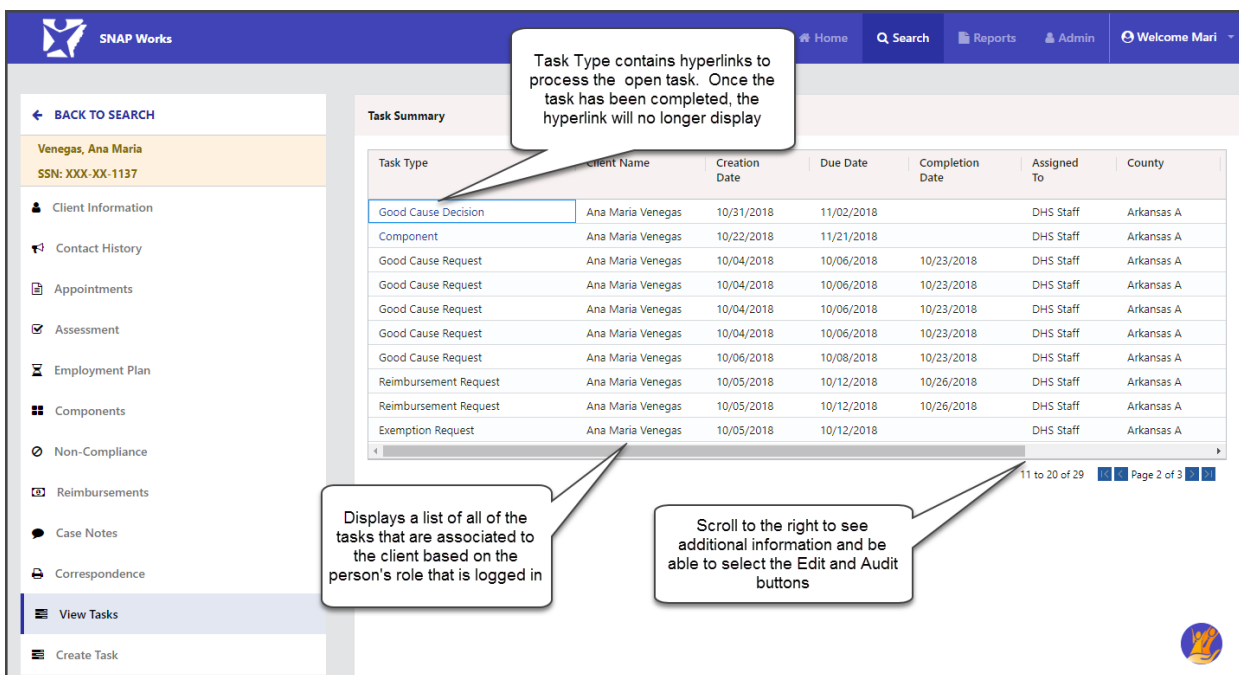 SNAP Works
Home
Search
Reports
Admin
Welcome Mari
Task Type contains hyperlinks to
process the open task. Once the
task has been completed, the
hyperlink will no longer display
BACK TO SEARCH
Venegas, Ana Maria
SSN: XXX-XX-1137
Client Information
Contact History
Appointments
Assessment
Employment Plan
Components
Non-Compliance
Reimbursements
Case Notes
Correspondence
View Tasks
Create Task
Task Summary
Task Type Client Name Creation Date Due Date Completion Date Assigned To County
Good Cause Decision Ana Maria Venegas 10/31/2018 11/02/2018 DHS Staff Arkansas A
Component Ana Maria Venegas 10/22/2018 11/21/2018 DHS Staff Arkansas A
Good Cause Request Ana Maria Venegas 10/04/2018 10/06/2018 10/23/2018 DHS Staff Arkansas A
Good Cause Request Ana Maria Venegas 10/04/2018 10/06/2018 10/23/2018 DHS Staff Arkansas A
Good Cause Request Ana Maria Venegas 10/04/2018 10/06/2018 10/23/2018 DHS Staff Arkansas A
Good Cause Request Ana Maria Venegas 10/04/2018 10/06/2018 10/23/2018 DHS Staff Arkansas A
Good Cause Request Ana Maria Venegas 10/06/2018 10/08/2018 10/23/2018 DHS Staff Arkansas A
Reimbursement Request Ana Maria Venegas 10/05/2018 10/12/2018 10/26/2018 DHS Staff Arkansas A
Reimbursement Request Ana Maria Venegas 10/05/2018 10/12/2018 10/26/2018 DHS Staff Arkansas A
Exemption Request Ana Maria Venegas 10/05/2018 10/12/2018 DHS Staff Arkansas A
11 to 20 of 29 Page 2 of 3
Displays a list of all of the
tasks that are associated to
the client based on the
person's role that is logged in
Scroll to the right to see
additional information and be
able to select the Edit and Audit
buttons